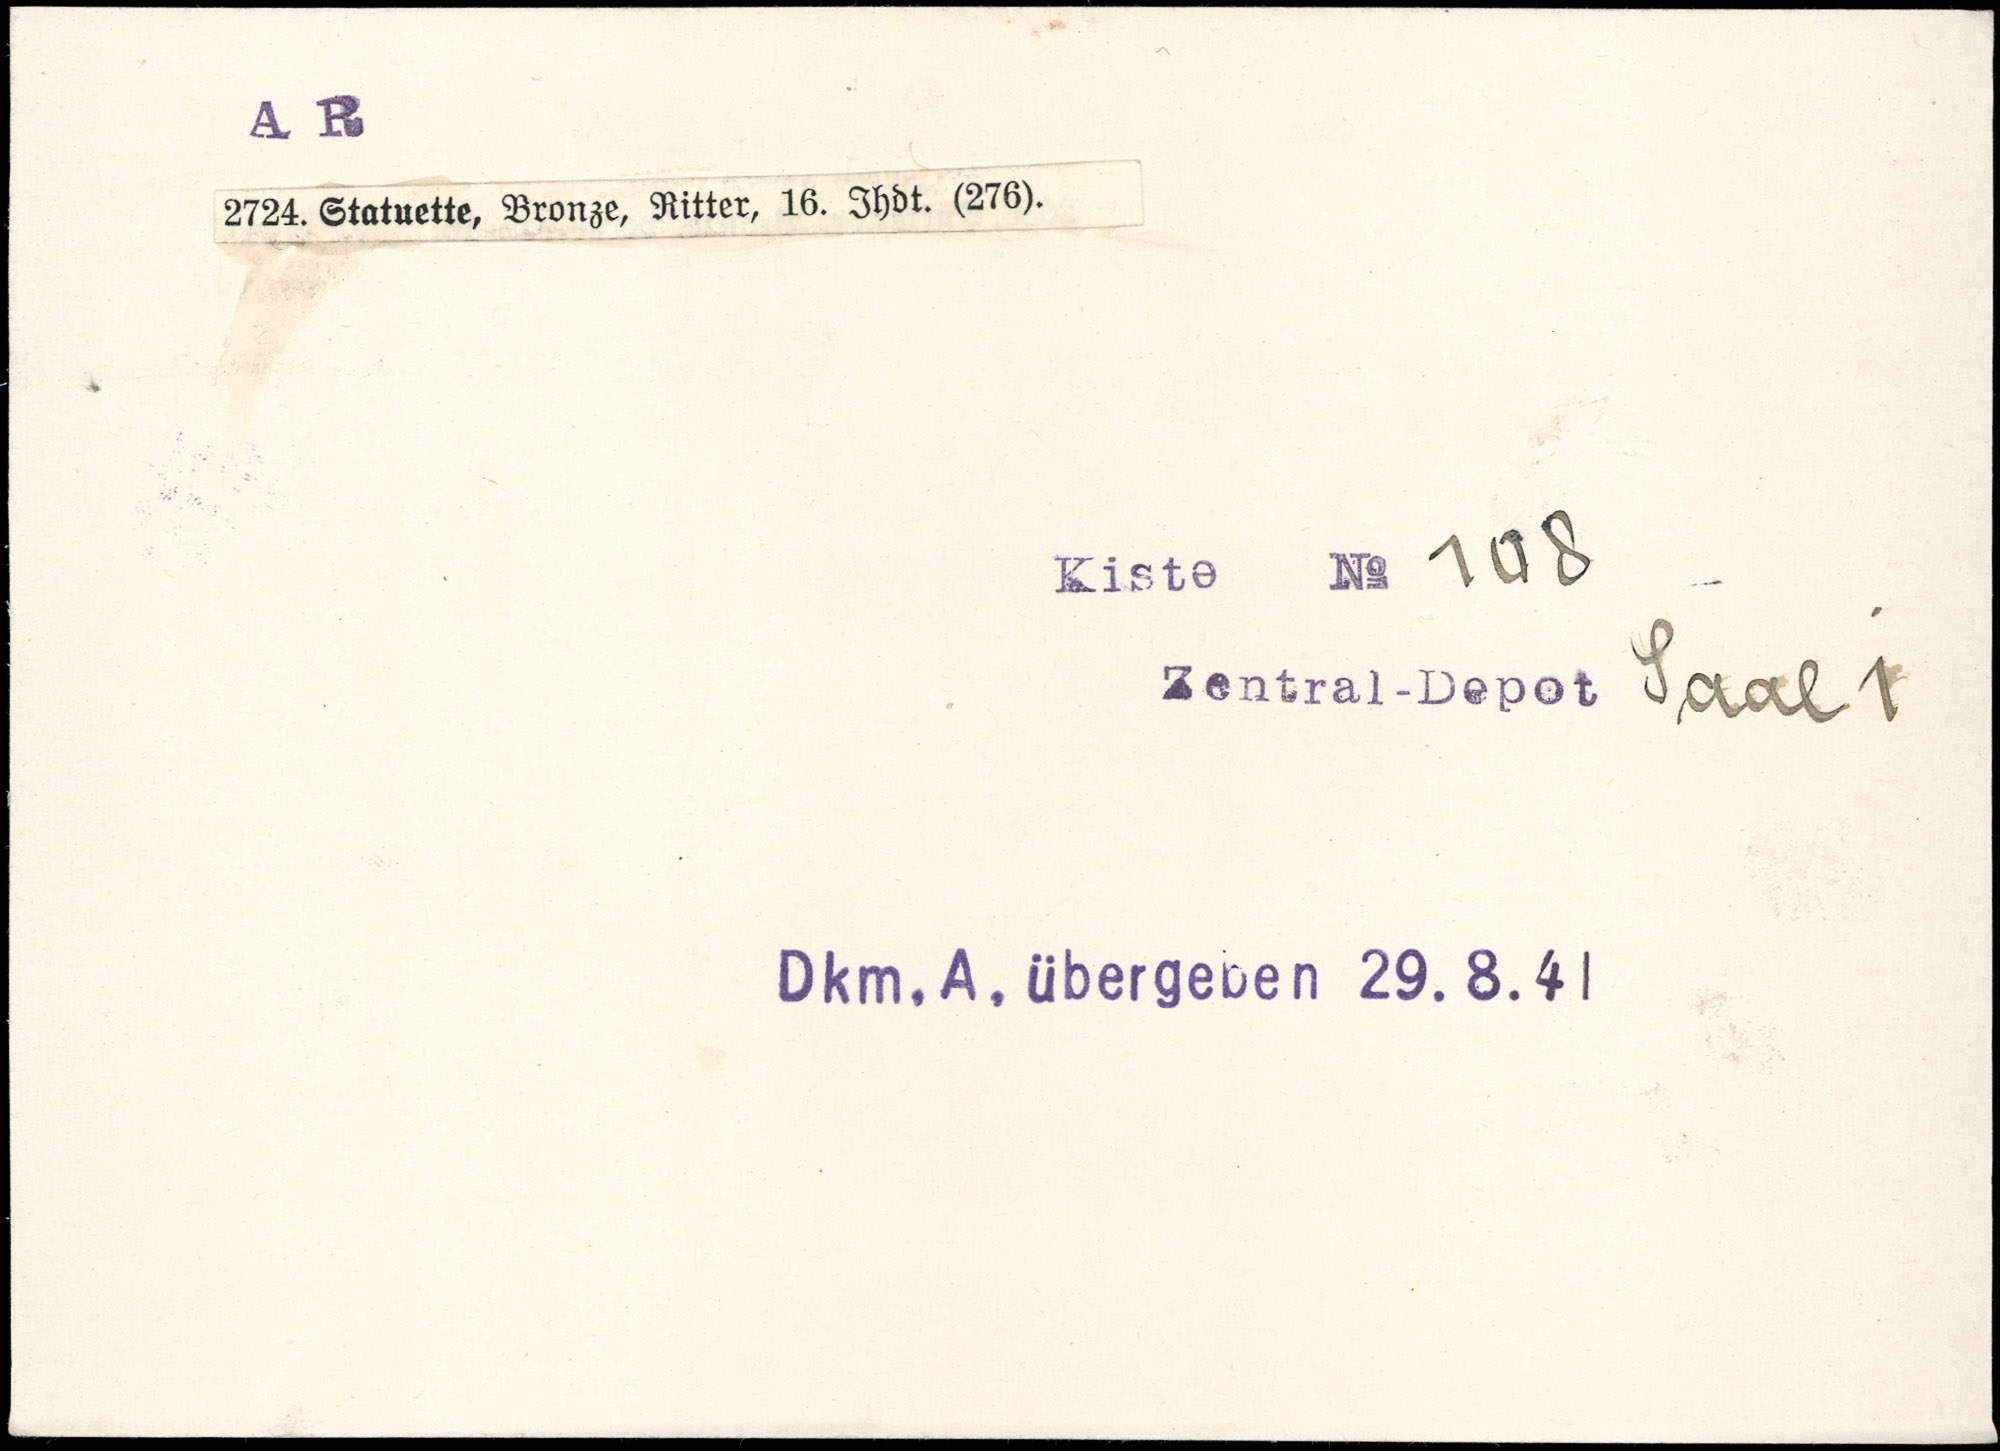 A R
2724. Statuette, Bronze, Ritter, 16. Jhdt. (276).
Kiste № 108
Zentral-Depot Saal 1
Dkm. A. übergeben 29. 8. 41